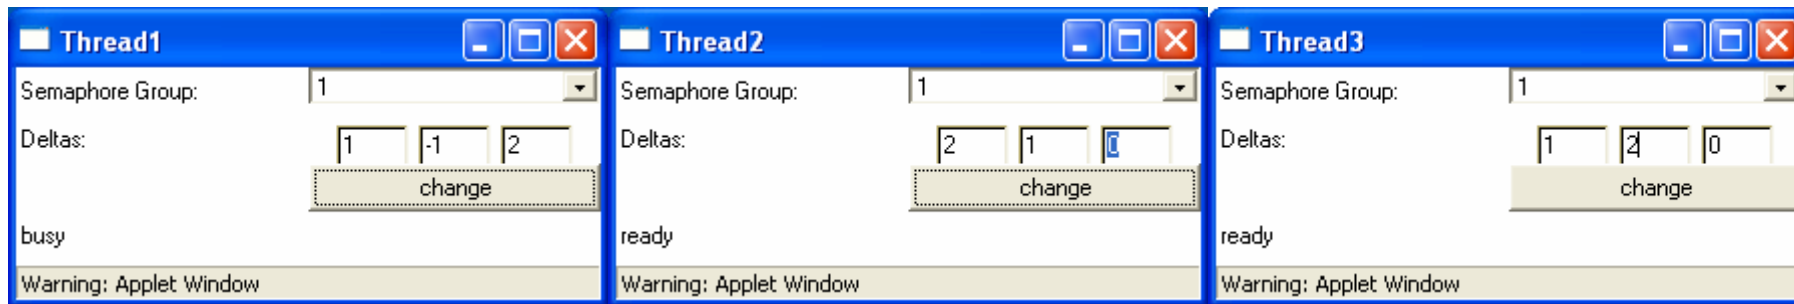 Thread1
Semaphore Group: 1
Deltas: 1 -1 2
change
busy
Warning: Applet Window
Thread2
Semaphore Group: 1
Deltas: 2 1 0
change
ready
Warning: Applet Window
Thread3
Semaphore Group: 1
Deltas: 1 2 0
change
ready
Warning: Applet Window